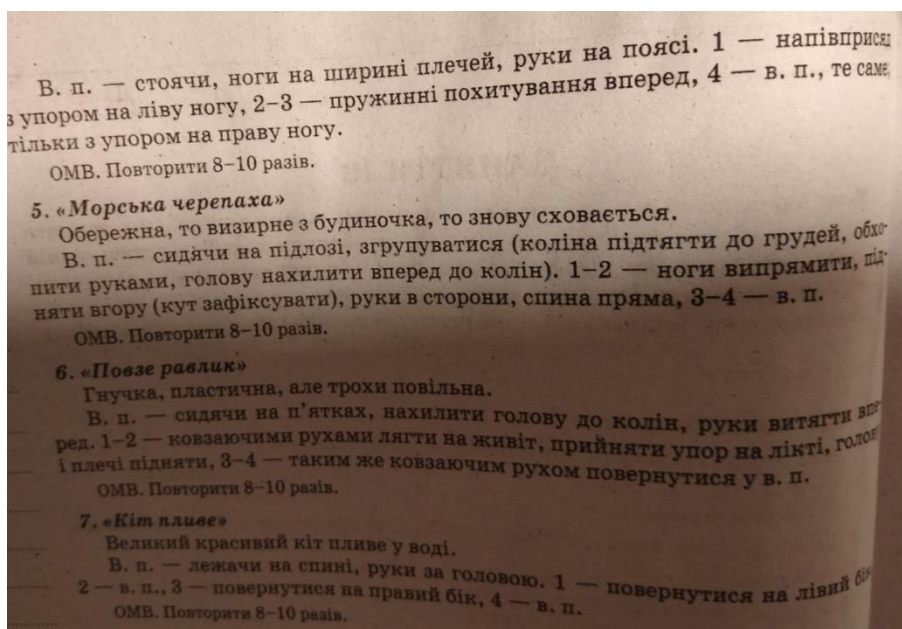 В. п. — стоячи, ноги на ширині плечей, руки на поясі. 1 — напівприсяд
з упором на ліву ногу, 2–3 — пружинні похитування вперед, 4 — в. п., те саме,
тільки з упором на праву ногу.
ОМВ. Повторити 8–10 разів.
5. «Морська черепаха»
Обережна, то визирне з будиночка, то знову сховається.
В. п. — сидячи на підлозі, згрупуватися (коліна підтягти до грудей, обхо-
пити руками, голову нахилити вперед до колін). 1–2 — ноги випрямити, під-
няти вгору (кут зафіксувати), руки в сторони, спина пряма, 3–4 — в. п.
ОМВ. Повторити 8–10 разів.
6. «Повзе равлик»
Гнучка, пластична, але трохи повільна.
В. п. — сидячи на п’ятках, нахилити голову до колін, руки витягти впе-
ред. 1–2 — ковзаючими рухами лягти на живіт, прийняти упор на лікті, голову
і плечі підняти, 3–4 — таким же ковзаючим рухом повернутися у в. п.
ОМВ. Повторити 8–10 разів.
7. «Кіт пливе»
Великий красивий кіт пливе у воді.
В. п. — лежачи на спині, руки за головою. 1 — повернутися на лівий бік,
2 — в. п., 3 — повернутися на правий бік, 4 — в. п.
ОМВ. Повторити 8–10 разів.